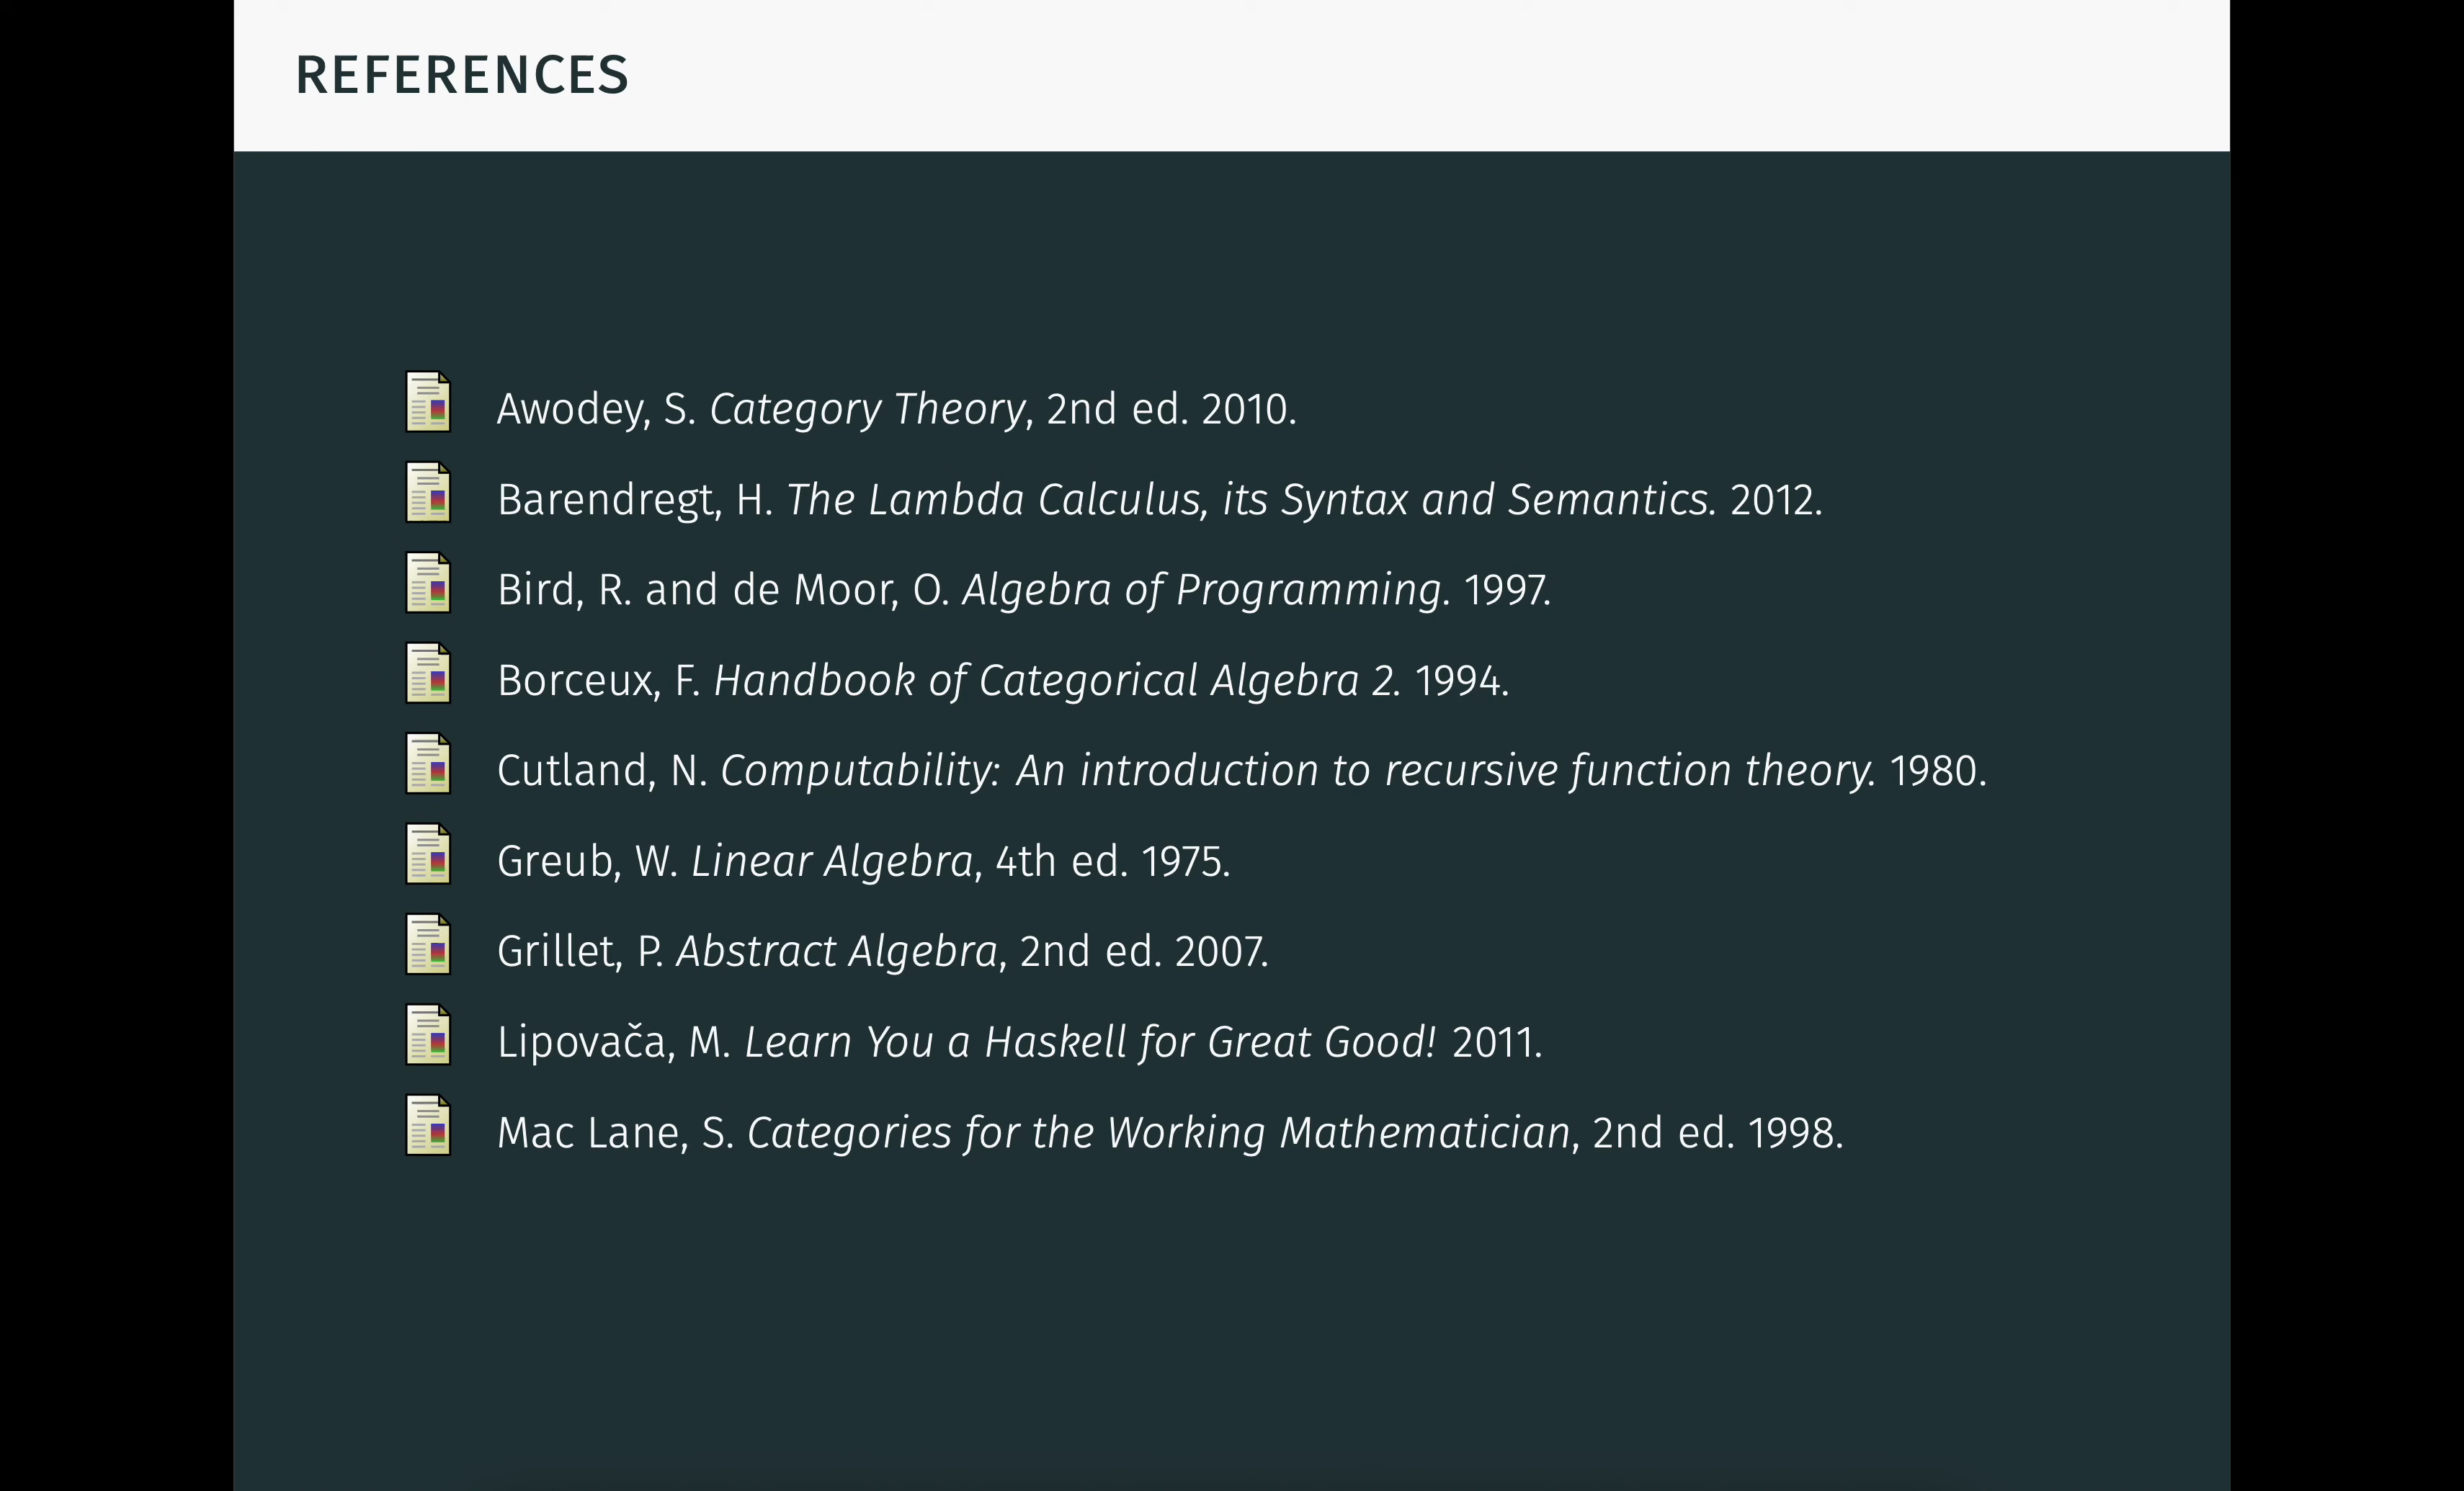 REFERENCES
Awodey, S. Category Theory, 2nd ed. 2010.
Barendregt, H. The Lambda Calculus, its Syntax and Semantics. 2012.
Bird, R. and de Moor, O. Algebra of Programming. 1997.
Borceux, F. Handbook of Categorical Algebra 2. 1994.
Cutland, N. Computability: An introduction to recursive function theory. 1980.
Greub, W. Linear Algebra, 4th ed. 1975.
Grillet, P. Abstract Algebra, 2nd ed. 2007.
Lipovača, M. Learn You a Haskell for Great Good! 2011.
Mac Lane, S. Categories for the Working Mathematician, 2nd ed. 1998.